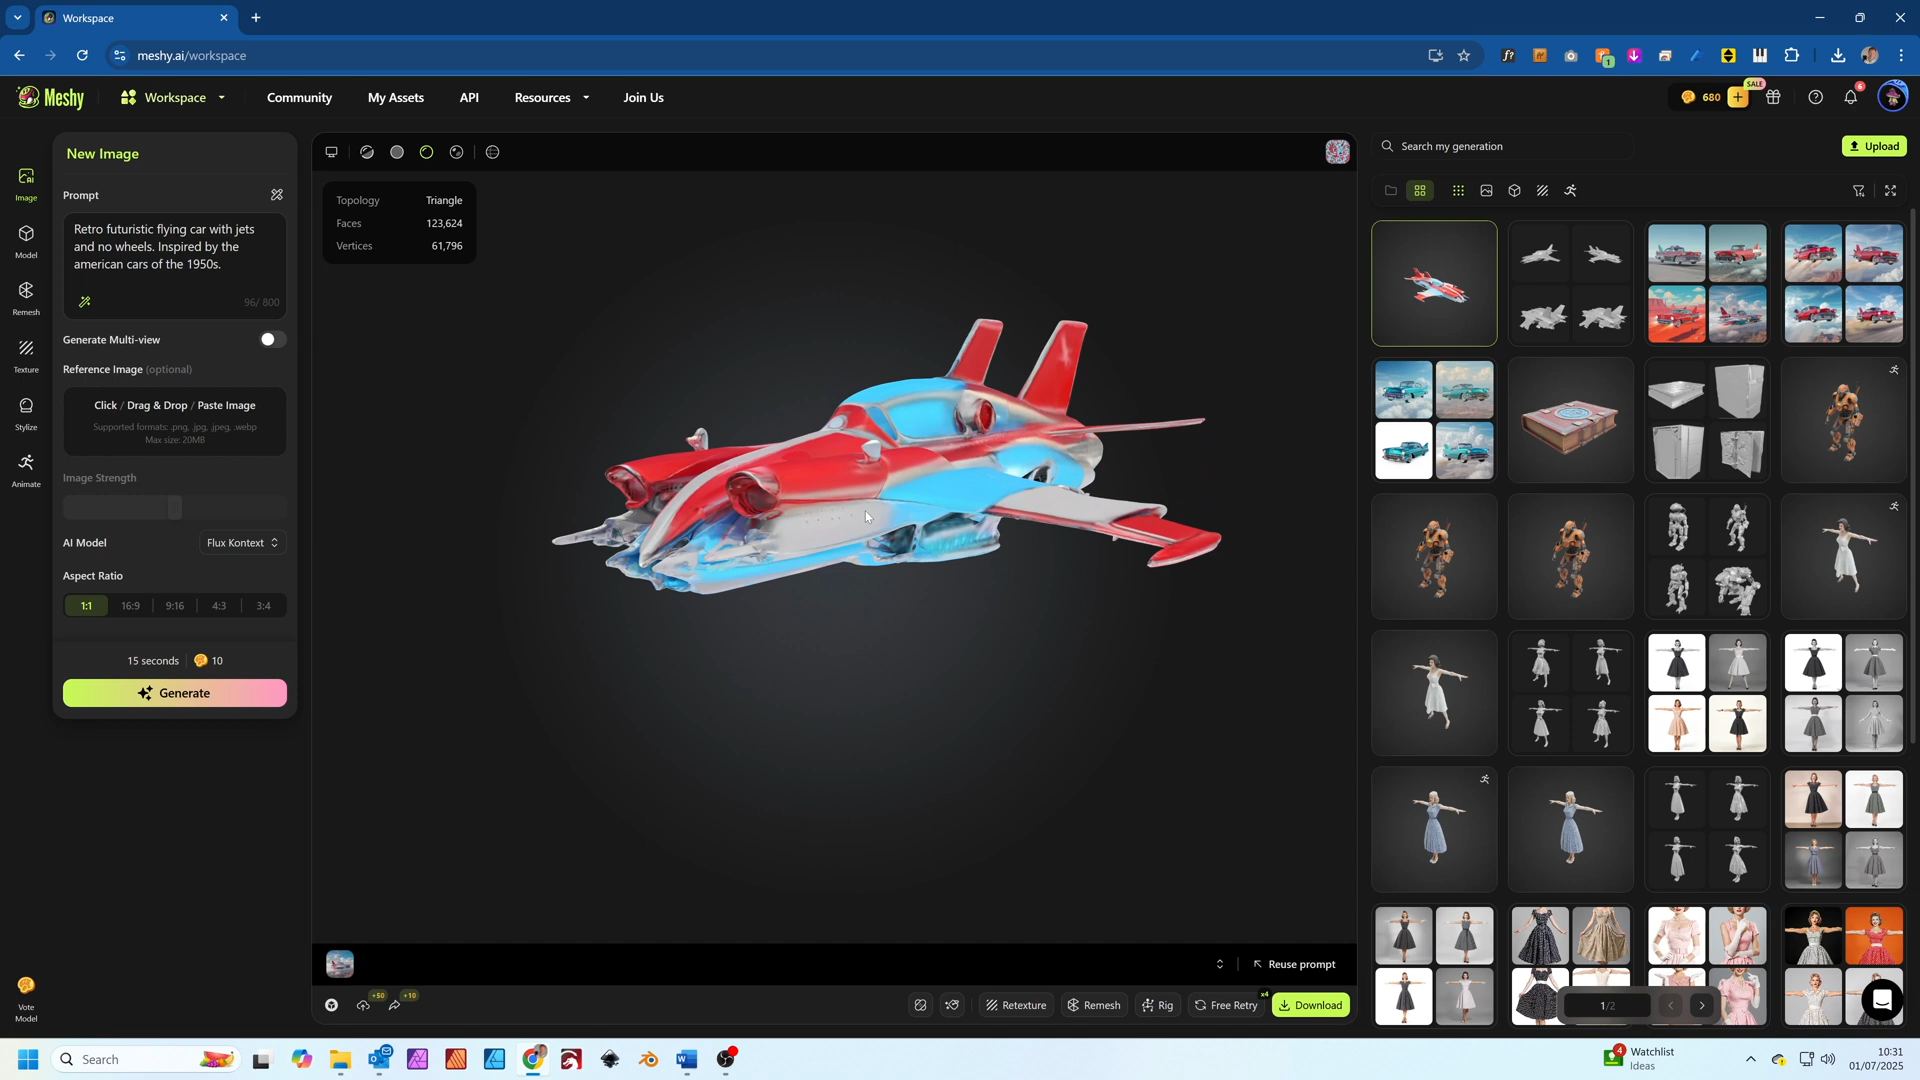 Workspace
meshy.ai/workspace
Meshy
Workspace
Community
My Assets
API
Resources
Join Us
680
SALE
6
New Image
Image
Model
Remesh
Texture
Stylize
Animate
Vote
Model
Prompt
Retro futuristic flying car with jets
and no wheels. Inspired by the
american cars of the 1950s.
96/ 800
Generate Multi-view
Reference Image (optional)
Click / Drag & Drop / Paste Image
Supported formats: .png, .jpg, .jpeg, .webp
Max size: 20MB
Image Strength
AI Model
Flux Kontext
Aspect Ratio
1:1
16:9
9:16
4:3
3:4
15 seconds
10
Generate
Topology Triangle
Faces 123,624
Vertices 61,796
Reuse prompt
+50
+10
Retexture
Remesh
Rig
Free Retry
x4
Download
Search my generation
Upload
1/2
Search
4
Watchlist
Ideas
10:31
01/07/2025